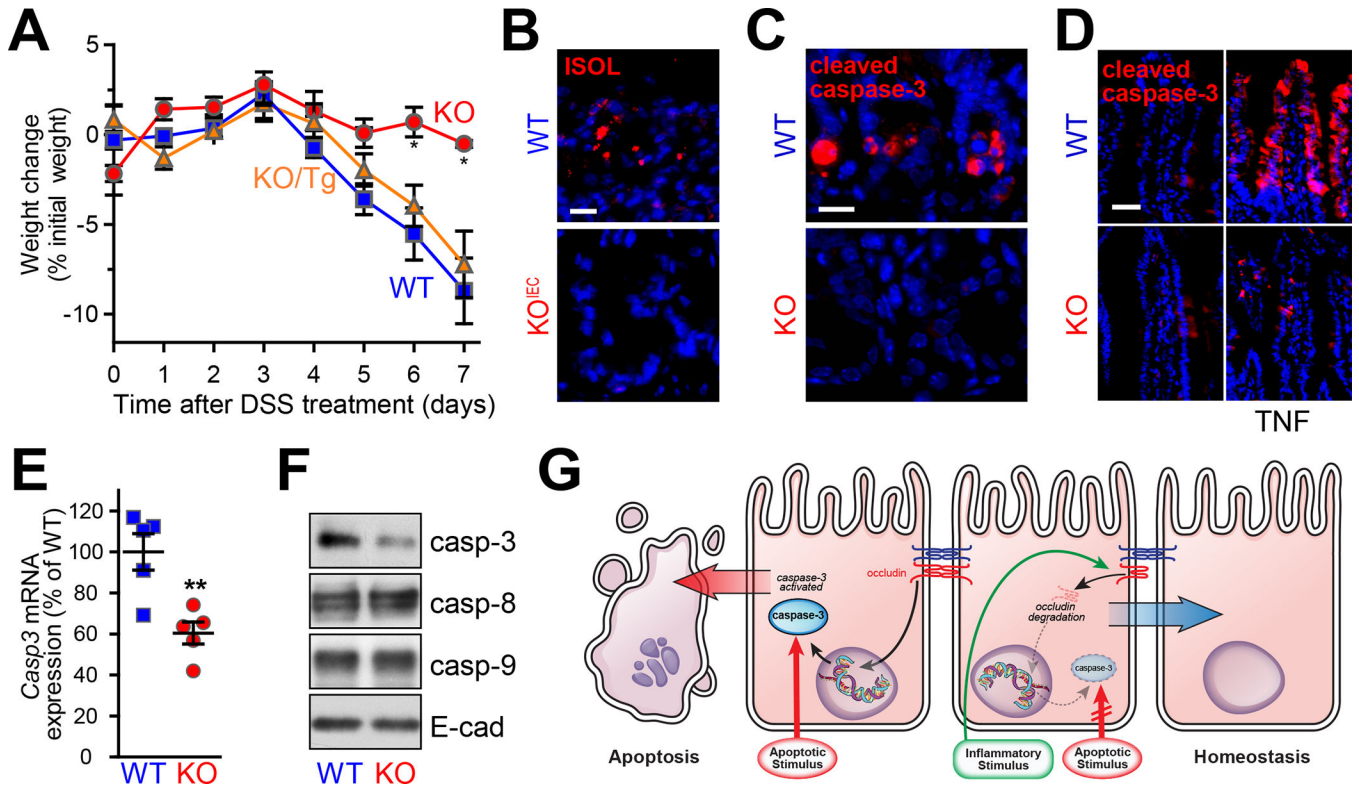 A
Weight change
(% initial weight)
5
0
-5
-10
KO
*
*
KO/Tg
WT
0 1 2 3 4 5 6 7
Time after DSS treatment (days)
B
ISOL
WT
KOIEC
C
cleaved
caspase-3
WT
KO
D
cleaved
caspase-3
WT
KO
TNF
E
Casp3 mRNA
expression (% of WT)
120
100
80
60
40
20
0
**
WT KO
F
casp-3
casp-8
casp-9
E-cad
WT KO
G
caspase-3
activated
caspase-3
occludin
occludin
degradation
caspase-3
Apoptosis
Apoptotic
Stimulus
Inflammatory
Stimulus
Apoptotic
Stimulus
Homeostasis